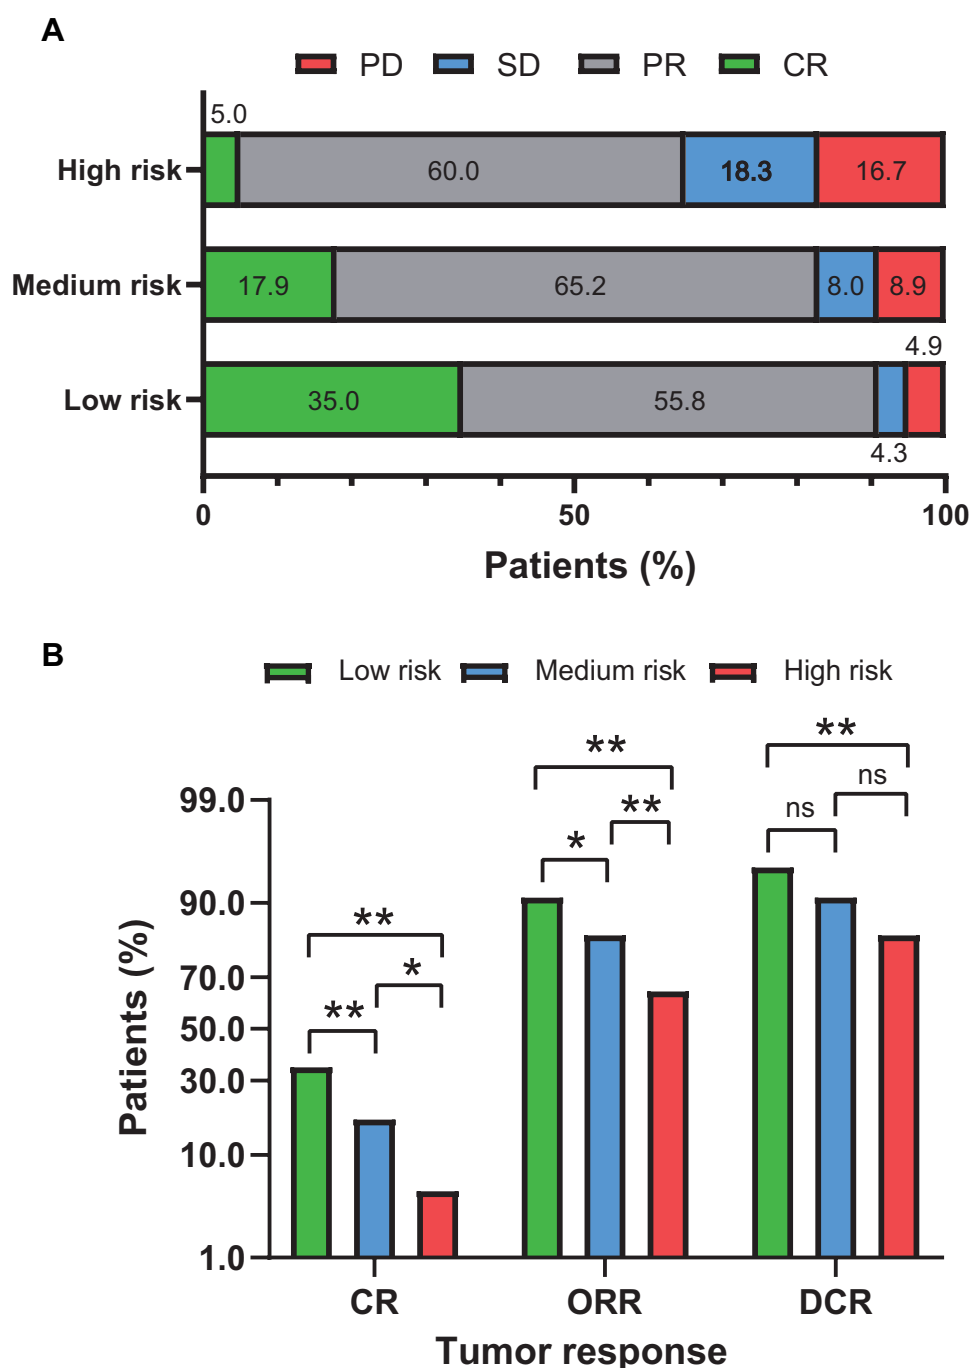 A
PD SD PR CR
5.0
High risk 60.0 18.3 16.7
Medium risk 17.9 65.2 8.0 8.9
4.9
Low risk 35.0 55.8
4.3
0 50 100
Patients (%)
B
Low risk Medium risk High risk
** ** ns
99.0 ** ns
*
90.0
**
70.0 *
**
50.0
30.0
10.0
1.0
Patients (%)
CR ORR DCR
Tumor response